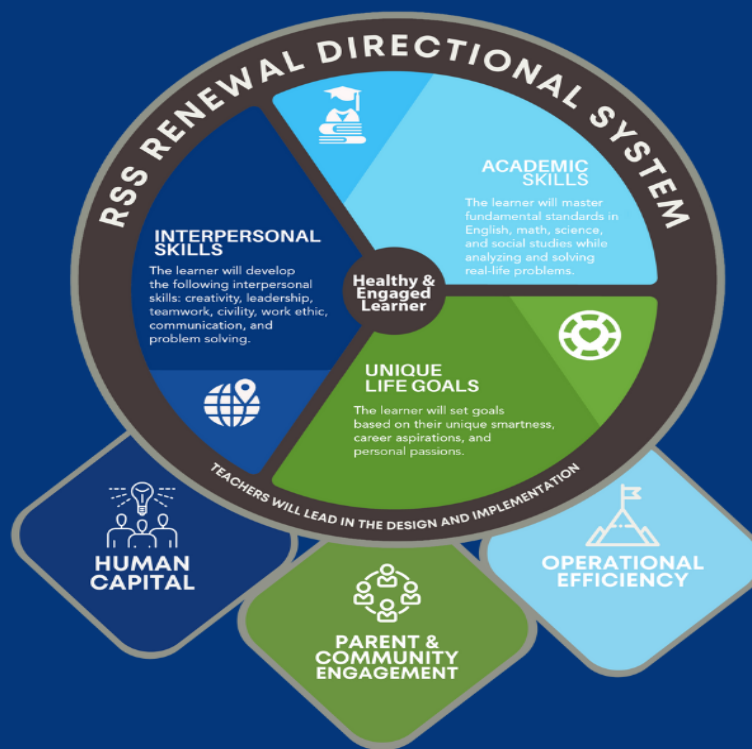 RSS RENEWAL DIRECTIONAL SYSTEM
ACADEMIC
SKILLS
The learner will master
fundamental standards in
English, math, science,
and social studies while
analyzing and solving
real-life problems.
INTERPERSONAL
SKILLS
The learner will develop
the following interpersonal
skills: creativity, leadership,
teamwork, civility, work ethic,
communication, and
problem solving.
Healthy &
Engaged
Learner
UNIQUE
LIFE GOALS
The learner will set goals
based on their unique smartness,
career aspirations, and
personal passions.
TEACHERS WILL LEAD IN THE DESIGN AND IMPLEMENTATION
HUMAN
CAPITAL
PARENT &
COMMUNITY
ENGAGEMENT
OPERATIONAL
EFFICIENCY